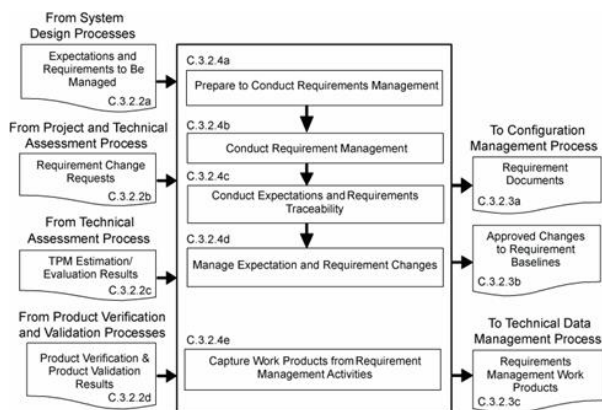 From System
Design Processes
Expectations and
Requirements to Be
Managed
C.3.2.2a
From Project and Technical
Assessment Process
Requirement Change
Requests
C.3.2.2b
From Technical
Assessment Process
TPM Estimation/
Evaluation Results
C.3.2.2c
From Product Verification
and Validation Processes
Product Verification &
Product Validation
Results
C.3.2.2d
C.3.2.4a
Prepare to Conduct Requirements Management
C.3.2.4b
Conduct Requirement Management
C.3.2.4c
Conduct Expectations and Requirements
Traceability
C.3.2.4d
Manage Expectation and Requirement Changes
C.3.2.4e
Capture Work Products from Requirement
Management Activities
To Configuration
Management Process
Requirement
Documents
C.3.2.3a
Approved Changes
to Requirement
Baselines
C.3.2.3b
To Technical Data
Management Process
Requirements
Management Work
Products
C.3.2.3c